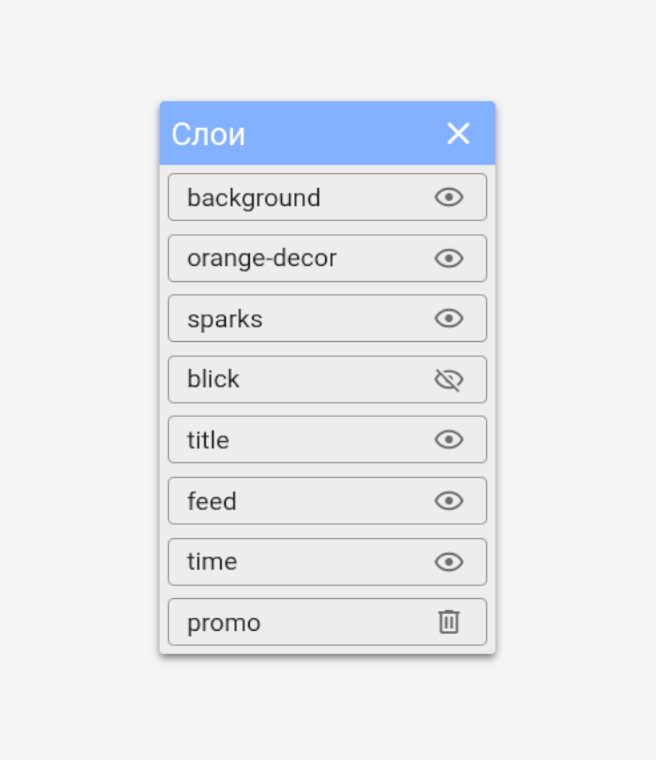 Слои
background
orange-decor
sparks
blick
title
feed
time
promo